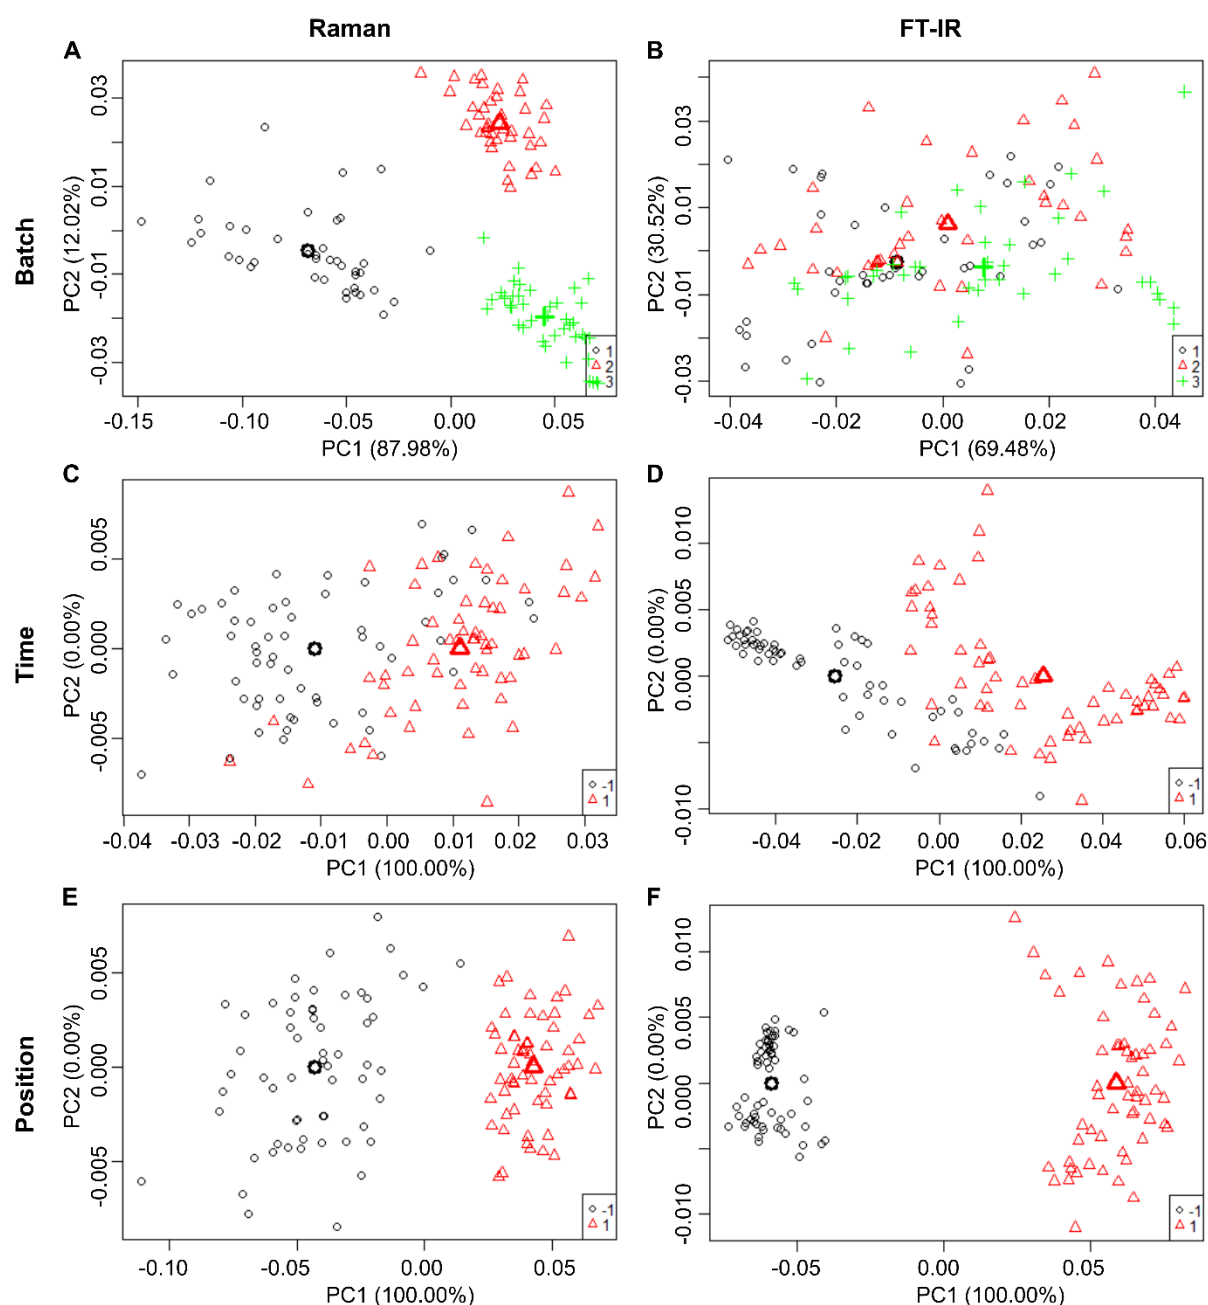 Raman
FT-IR
A
B
Batch
PC2 (12.02%)
0.03
0.01
-0.01
-0.03
-0.15
-0.10
-0.05
0.00
0.05
PC1 (87.98%)
1
2
3
PC2 (30.52%)
0.03
0.01
-0.01
-0.03
-0.04
-0.02
0.00
0.02
0.04
PC1 (69.48%)
1
2
3
C
D
Time
PC2 (0.00%)
0.005
0.000
-0.005
-0.04
-0.03
-0.02
-0.01
0.00
0.01
0.02
0.03
PC1 (100.00%)
-1
1
PC2 (0.00%)
0.010
0.005
0.000
-0.010
-0.04
-0.02
0.00
0.02
0.04
0.06
PC1 (100.00%)
-1
1
E
F
Position
PC2 (0.00%)
0.005
0.000
-0.005
-0.10
-0.05
0.00
0.05
PC1 (100.00%)
-1
1
PC2 (0.00%)
0.010
0.005
0.000
-0.010
-0.05
0.00
0.05
PC1 (100.00%)
-1
1